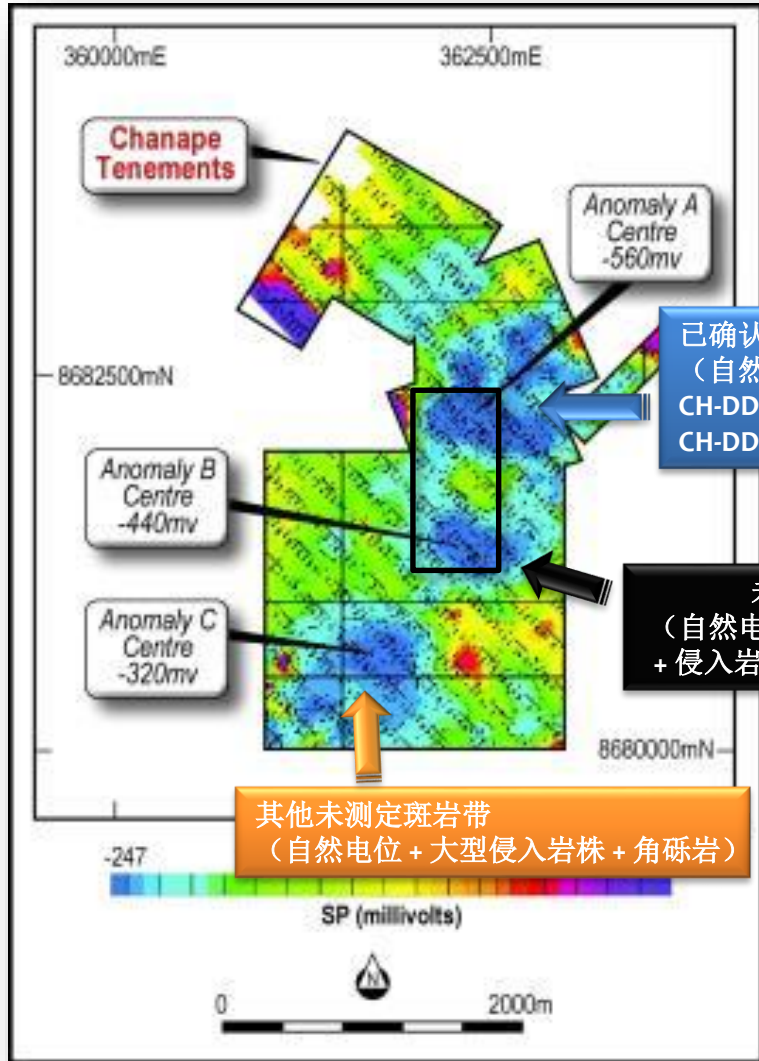 360000mE
362500mE
Chanape
Tenements
Anomaly A
Centre
-560mv
已确认
（自然
CH-DD
CH-DD
8682500mN
Anomaly B
Centre
-440mv
（自然电
+ 侵入岩
Anomaly C
Centre
-320mv
8680000mN
其他未测定斑岩带
（自然电位 + 大型侵入岩株 + 角砾岩）
-247
SP (millivolts)
N
0
2000m